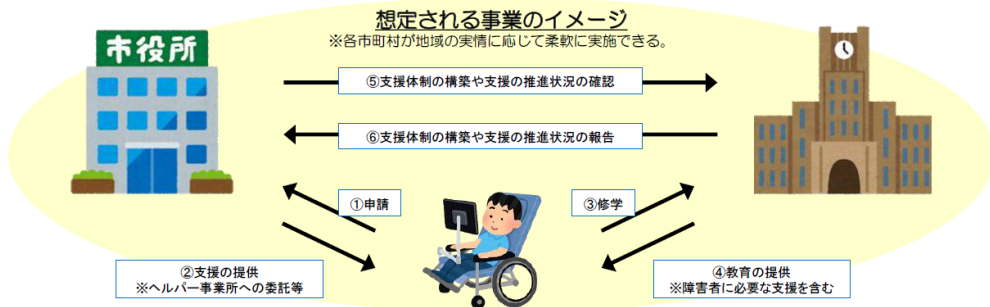 想定される事業のイメージ
※各市町村が地域の実情に応じて柔軟に実施できる。
市役所
⑤支援体制の構築や支援の推進状況の確認
⑥支援体制の構築や支援の推進状況の報告
①申請
③修学
②支援の提供
※ヘルパー事業所への委託等
④教育の提供
※障害者に必要な支援を含む